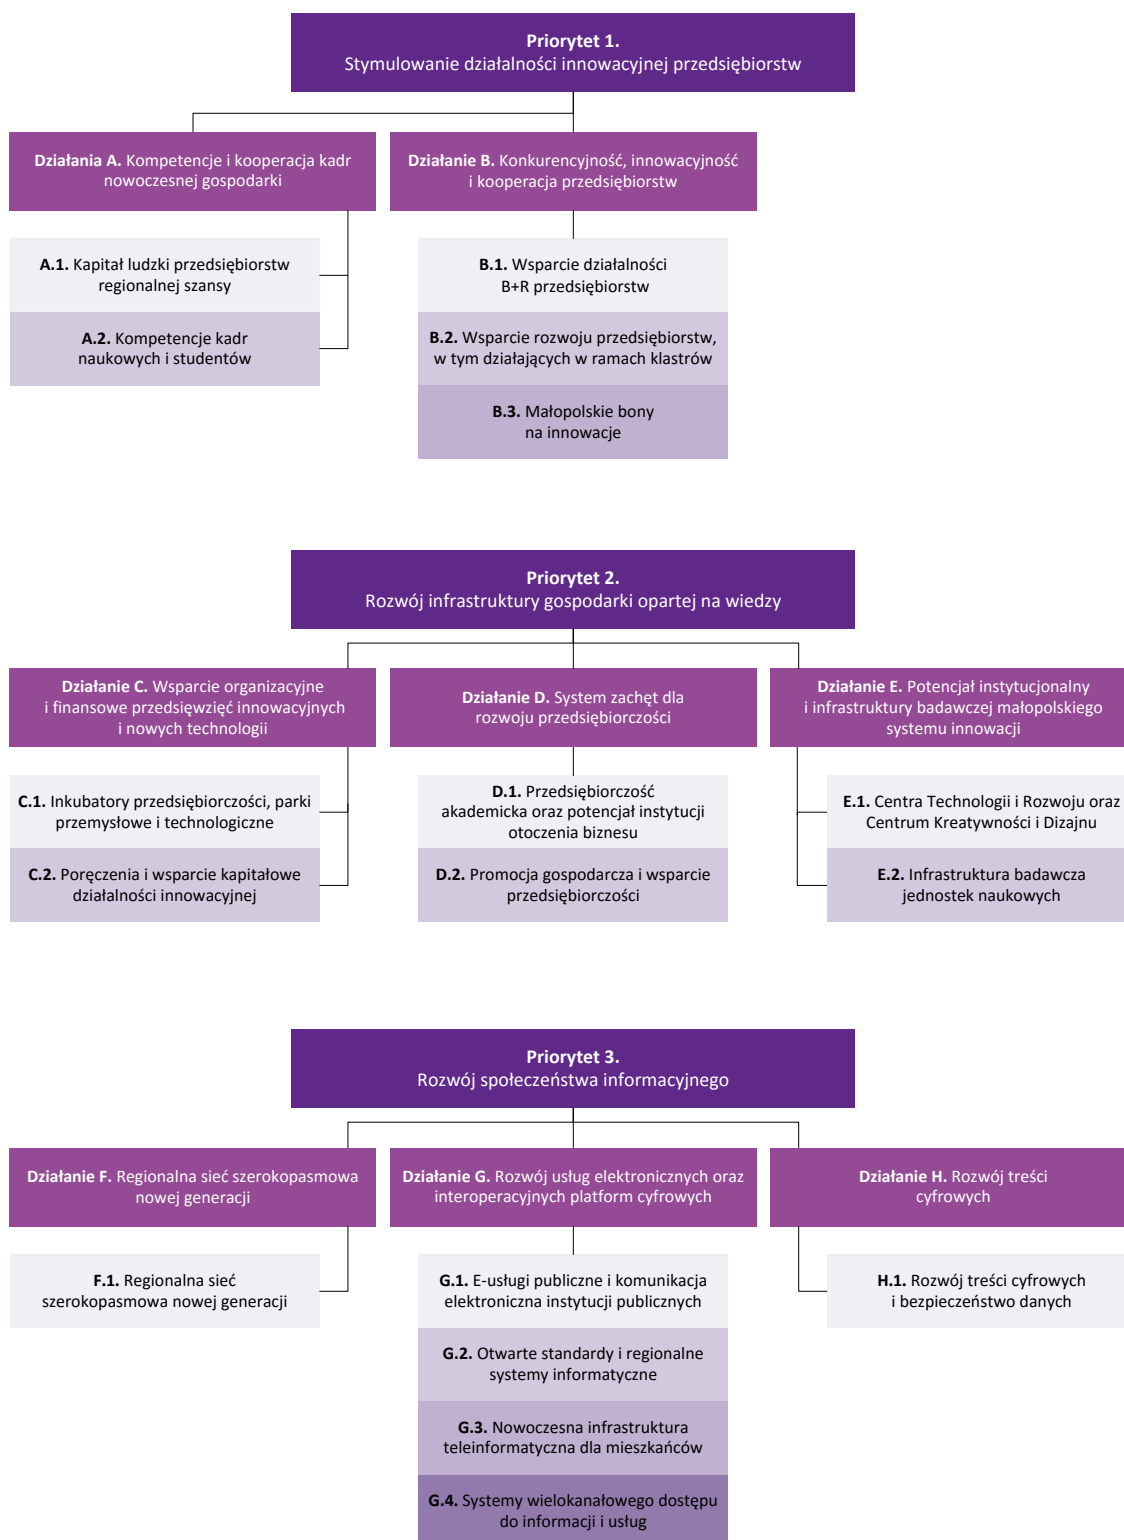 Priorytet 1.
Stymulowanie działalności innowacyjnej przedsiębiorstw
Działania A. Kompetencje i kooperacja kadr
nowoczesnej gospodarki
Działanie B. Konkurencyjność, innowacyjność
i kooperacja przedsiębiorstw
A.1. Kapitał ludzki przedsiębiorstw
regionalnej szansy
A.2. Kompetencje kadr
naukowych i studentów
B.1. Wsparcie działalności
B+R przedsiębiorstw
B.2. Wsparcie rozwoju przedsiębiorstw,
w tym działających w ramach klastrów
B.3. Małopolskie bony
na innowacje
Priorytet 2.
Rozwój infrastruktury gospodarki opartej na wiedzy
Działanie C. Wsparcie organizacyjne
i finansowe przedsięwzięć innowacyjnych
i nowych technologii
Działanie D. System zachęt dla
rozwoju przedsiębiorczości
Działanie E. Potencjał instytucjonalny
i infrastruktury badawczej małopolskiego
systemu innowacji
C.1. Inkubatory przedsiębiorczości, parki
przemysłowe i technologiczne
C.2. Poręczenia i wsparcie kapitałowe
działalności innowacyjnej
D.1. Przedsiębiorczość
akademicka oraz potencjał instytucji
otoczenia biznesu
D.2. Promocja gospodarcza i wsparcie
przedsiębiorczości
E.1. Centra Technologii i Rozwoju oraz
Centrum Kreatywności i Dizajnu
E.2. Infrastruktura badawcza
jednostek naukowych
Priorytet 3.
Rozwój społeczeństwa informacyjnego
Działanie F. Regionalna sieć szerokopasmowa
nowej generacji
Działanie G. Rozwój usług elektronicznych oraz
interoperacyjnych platform cyfrowych
Działanie H. Rozwój treści
cyfrowych
F.1. Regionalna sieć
szerokopasmowa nowej generacji
G.1. E-usługi publiczne i komunikacja
elektroniczna instytucji publicznych
G.2. Otwarte standardy i regionalne
systemy informatyczne
G.3. Nowoczesna infrastruktura
teleinformatyczna dla mieszkańców
G.4. Systemy wielokanałowego dostępu
do informacji i usług
H.1. Rozwój treści cyfrowych
i bezpieczeństwo danych